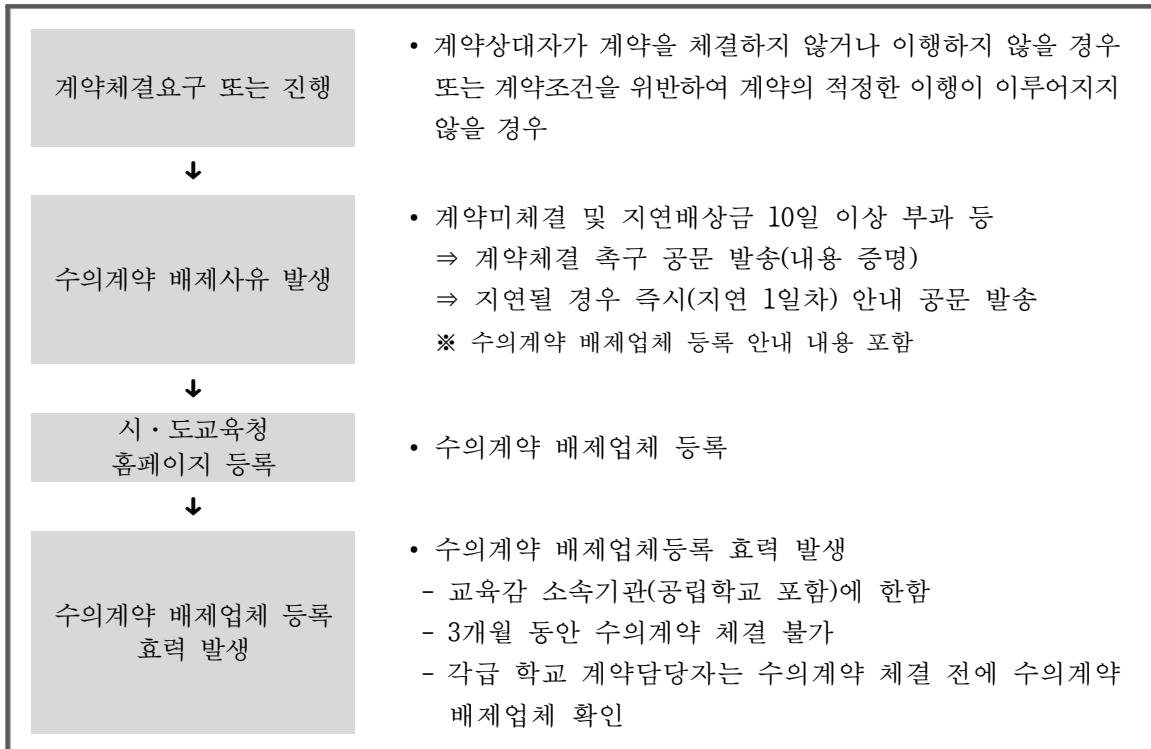 계약체결요구 또는 진행
• 계약상대자가 계약을 체결하지 않거나 이행하지 않을 경우
또는 계약조건을 위반하여 계약의 적정한 이행이 이루어지지
않을 경우
↓
수의계약 배제사유 발생
• 계약미체결 및 지연배상금 10일 이상 부과 등
⇒ 계약체결 촉구 공문 발송(내용 증명)
⇒ 지연될 경우 즉시(지연 1일차) 안내 공문 발송
※ 수의계약 배제업체 등록 안내 내용 포함
↓
시·도교육청
홈페이지 등록
• 수의계약 배제업체 등록
↓
수의계약 배제업체 등록
효력 발생
• 수의계약 배제업체등록 효력 발생
- 교육감 소속기관(공립학교 포함)에 한함
- 3개월 동안 수의계약 체결 불가
- 각급 학교 계약담당자는 수의계약 체결 전에 수의계약
배제업체 확인